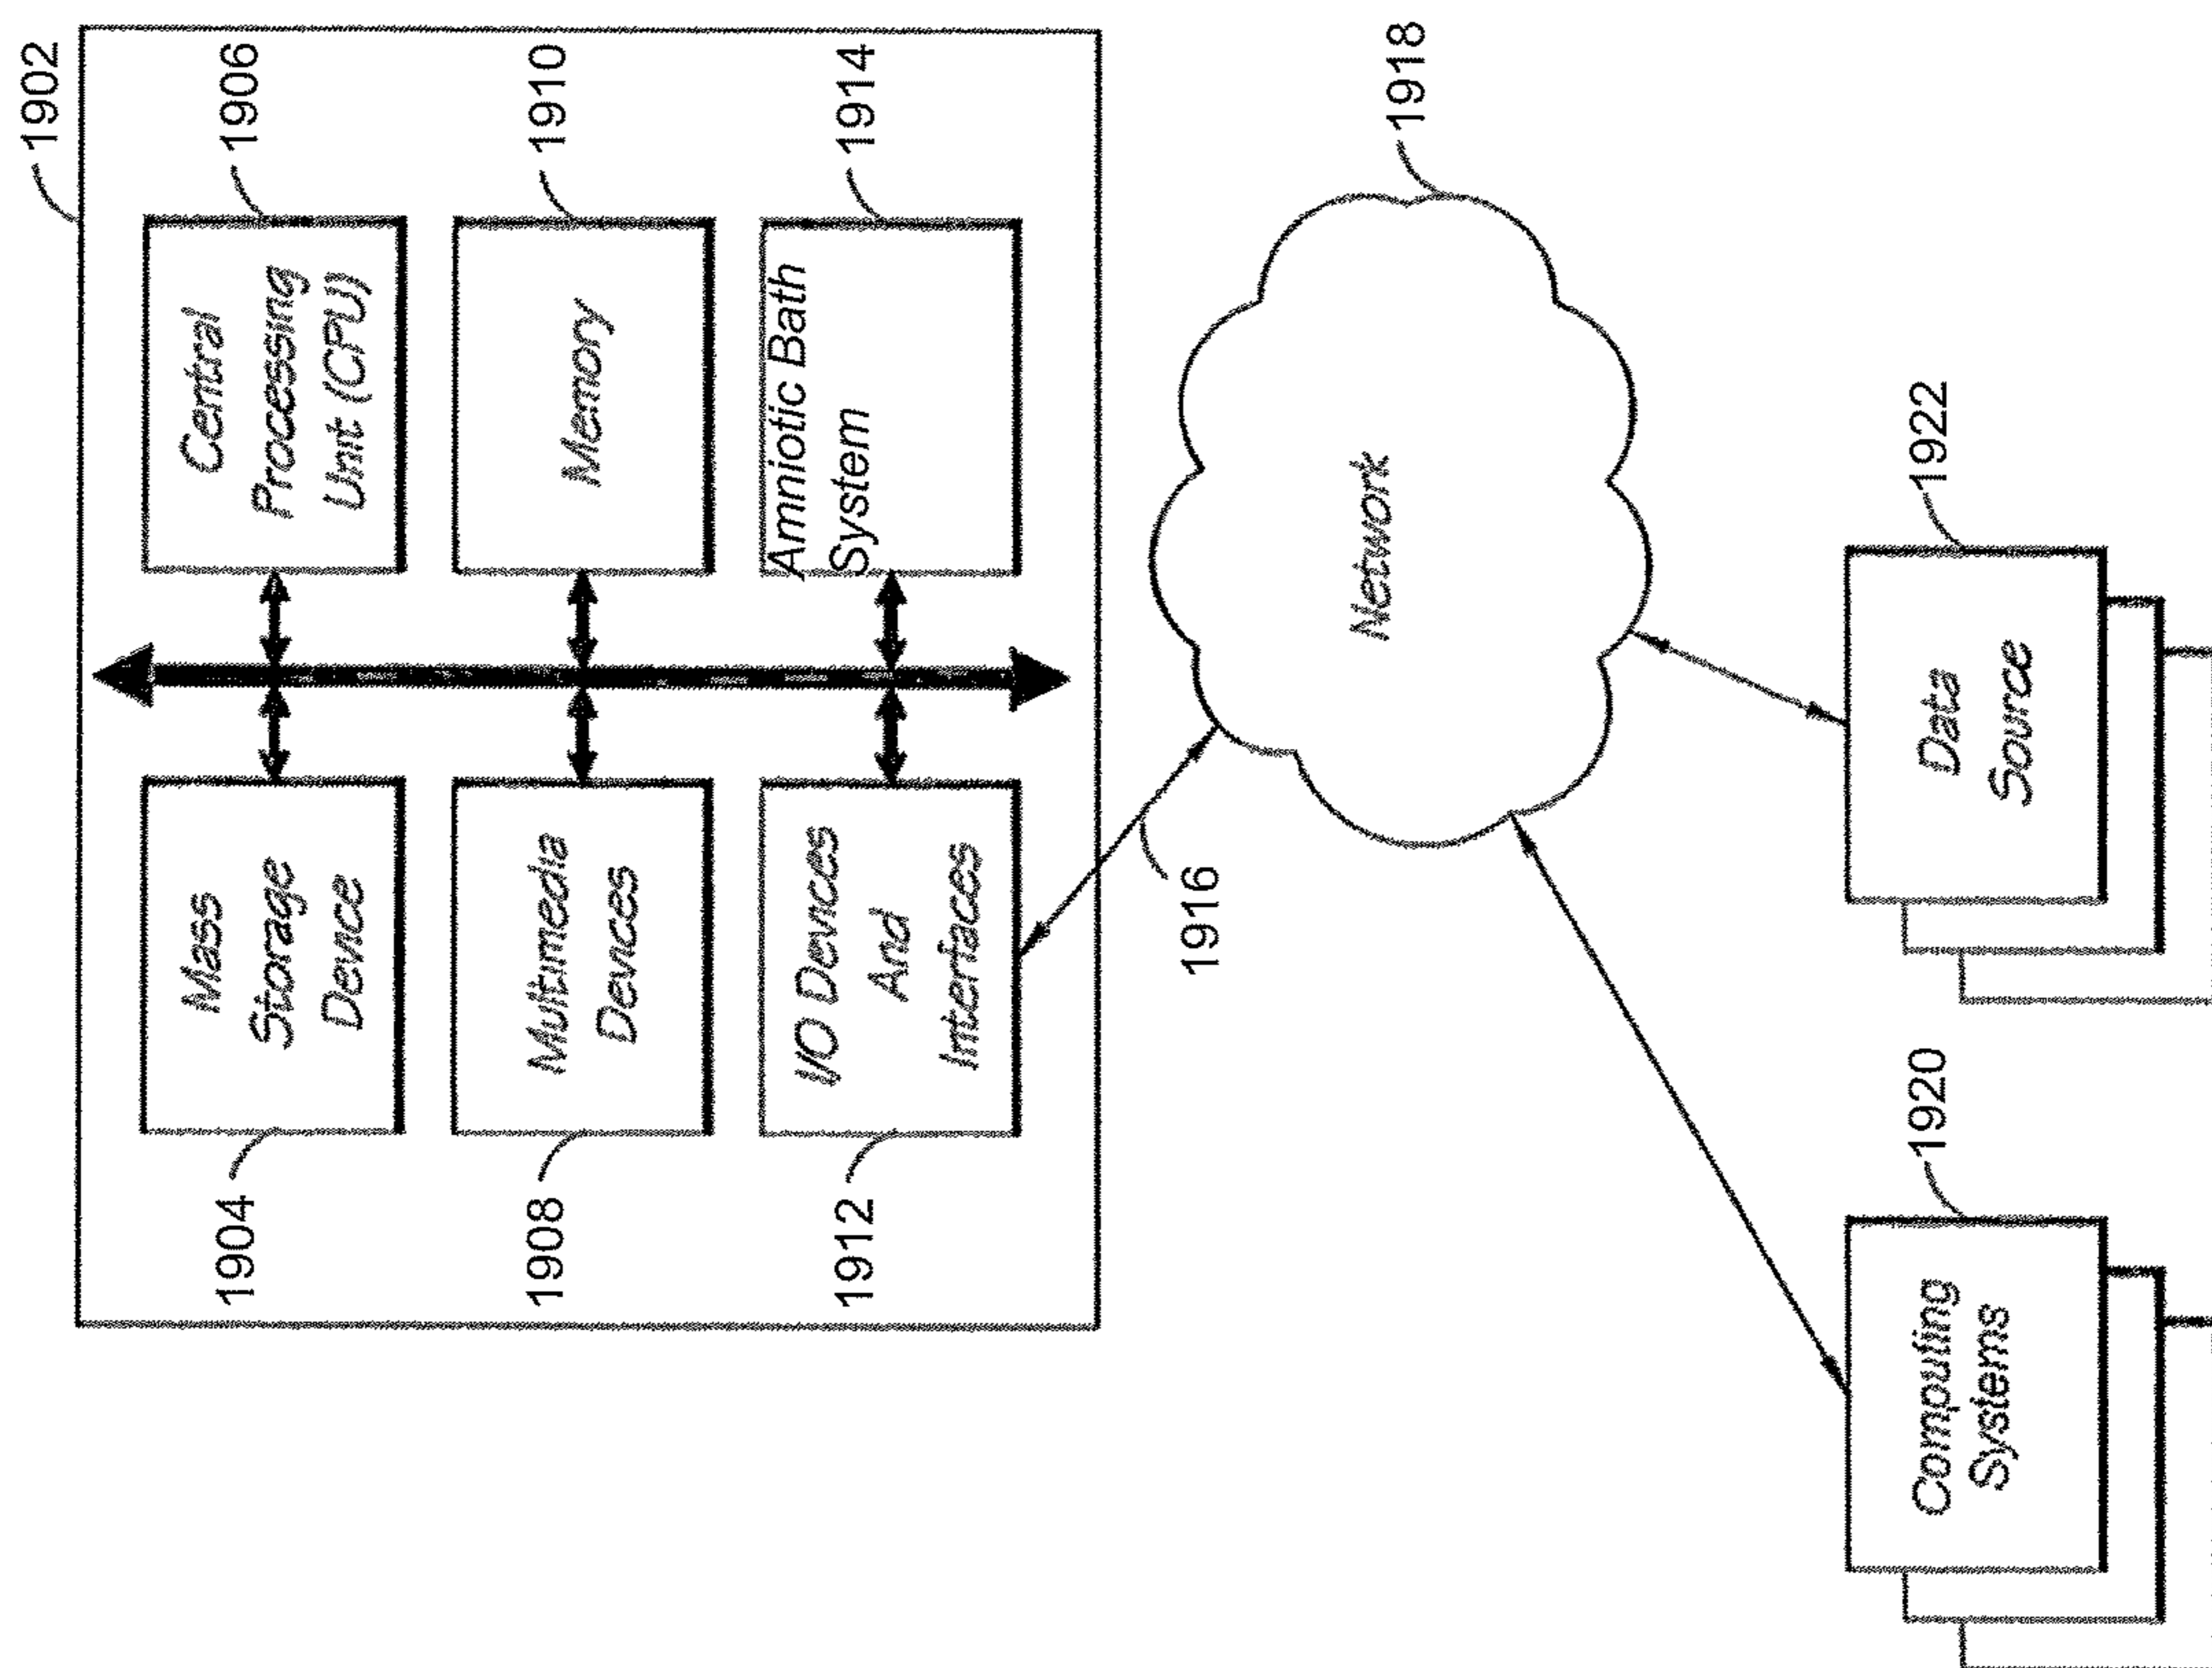 1902
Mass
Storage
Device
1904
Central
Processing
Unit (CPU)
1906
Multimedia
Devices
1908
Memory
1910
I/O Devices
And
Interfaces
1912
Amniotic Bath
System
1914
1916
Network
1918
Computing
Systems
1920
Data
Source
1922